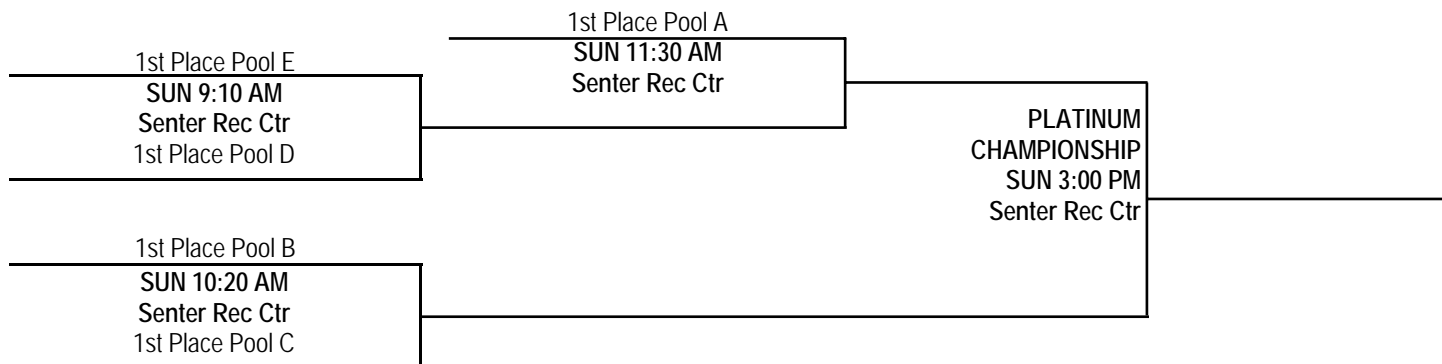 1st Place Pool A
SUN 11:30 AM
Senter Rec Ctr
1st Place Pool E
SUN 9:10 AM
Senter Rec Ctr
1st Place Pool D
PLATINUM
CHAMPIONSHIP
SUN 3:00 PM
Senter Rec Ctr
1st Place Pool B
SUN 10:20 AM
Senter Rec Ctr
1st Place Pool C